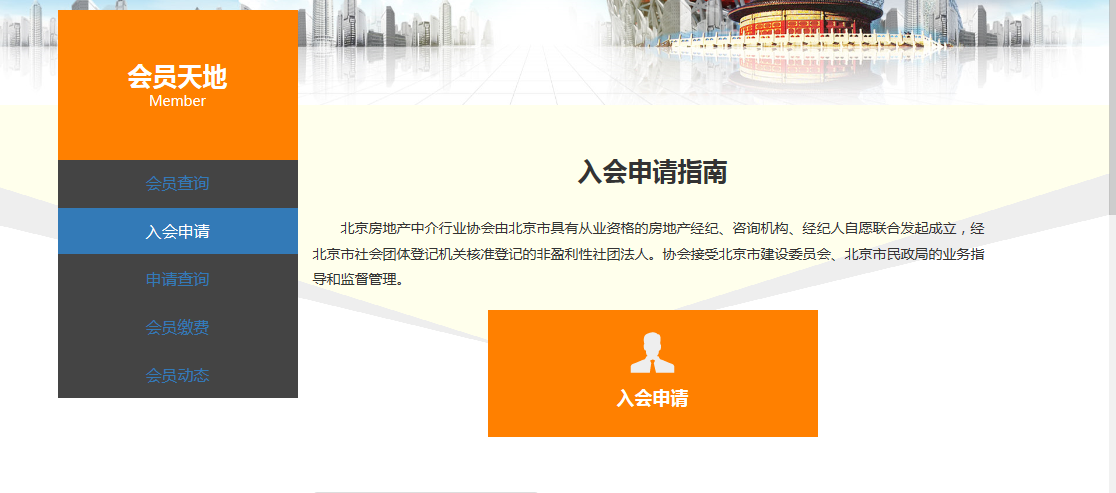 会员天地
Member
会员查询
入会申请
申请查询
会员缴费
会员动态
入会申请指南
北京房地产中介行业协会由北京市具有从业资格的房地产经纪、咨询机构、经纪人自愿联合发起成立，经
北京市社会团体登记机关核准登记的非盈利性社团法人。协会接受北京市建设委员会、北京市民政局的业务指
导和监督管理。
入会申请